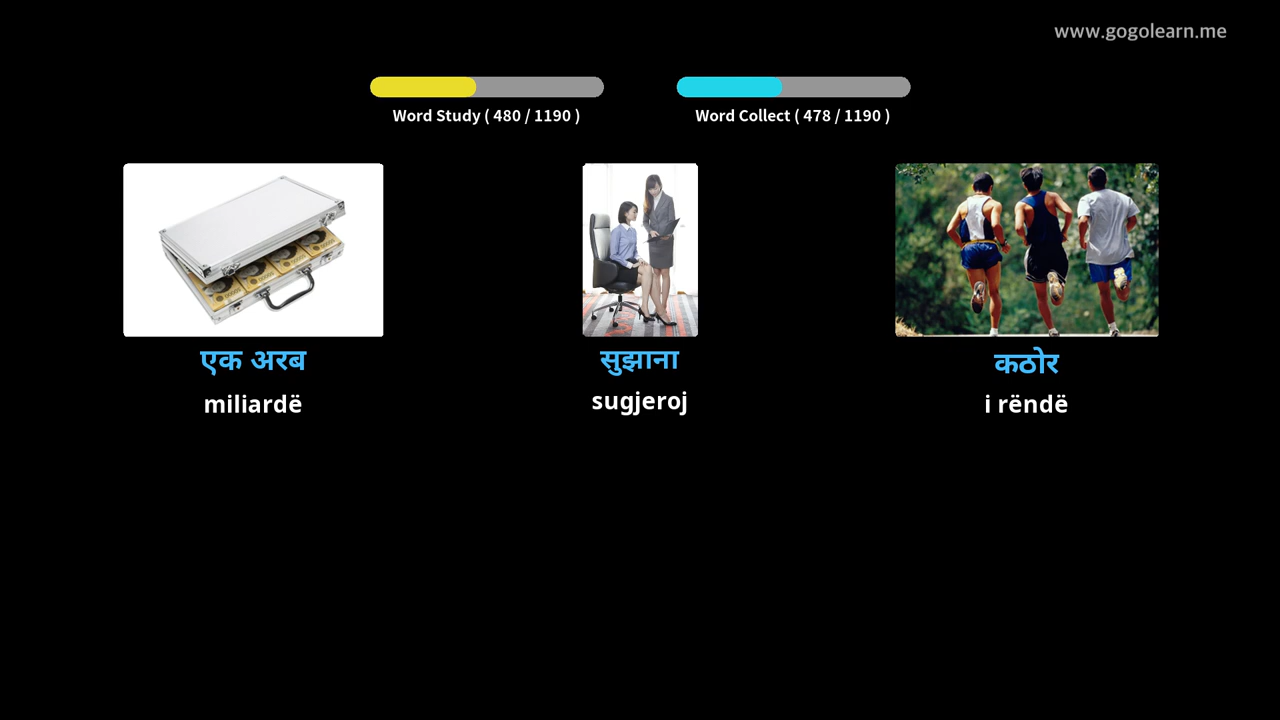 www.gogolearn.me
Word Study ( 480 / 1190 )
Word Collect ( 478 / 1190 )
एक अरब
सुझाना
कठोर
miliardë
sugjeroj
i rëndë